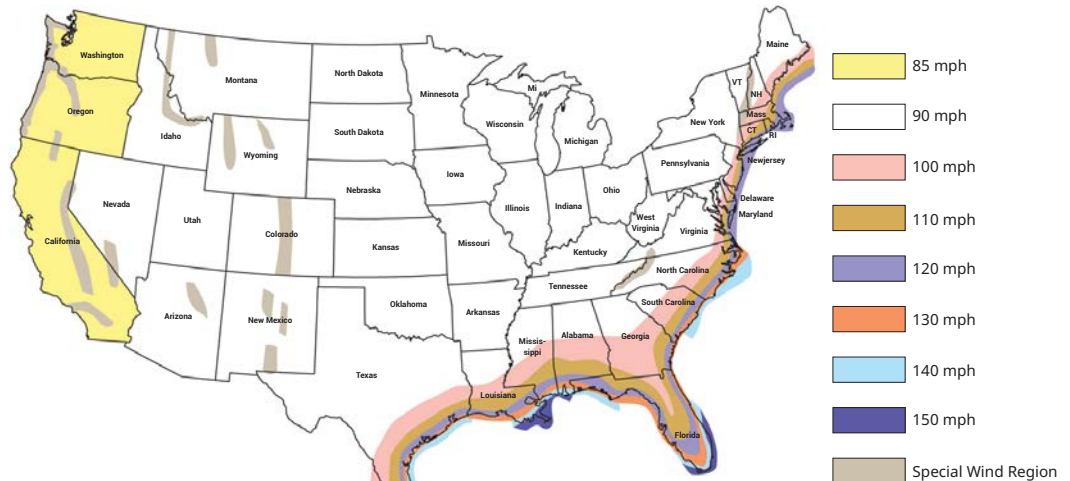 Washington
Oregon
California
Nevada
Idaho
Montana
Wyoming
Utah
Colorado
Arizona
New Mexico
North Dakota
South Dakota
Nebraska
Kansas
Oklahoma
Texas
Minnesota
Iowa
Missouri
Arkansas
Louisiana
Wisconsin
Illinois
Mi
Michigan
Indiana
Ohio
Kentucky
Tennessee
Missis-
sippi
Alabama
Georgia
Florida
South Carolina
North Carolina
Virginia
West
Virginia
Pennsylvania
New York
VT
NH
Maine
Mass
CT
RI
Newjersey
Delaware
Maryland
85 mph
90 mph
100 mph
110 mph
120 mph
130 mph
140 mph
150 mph
Special Wind Region